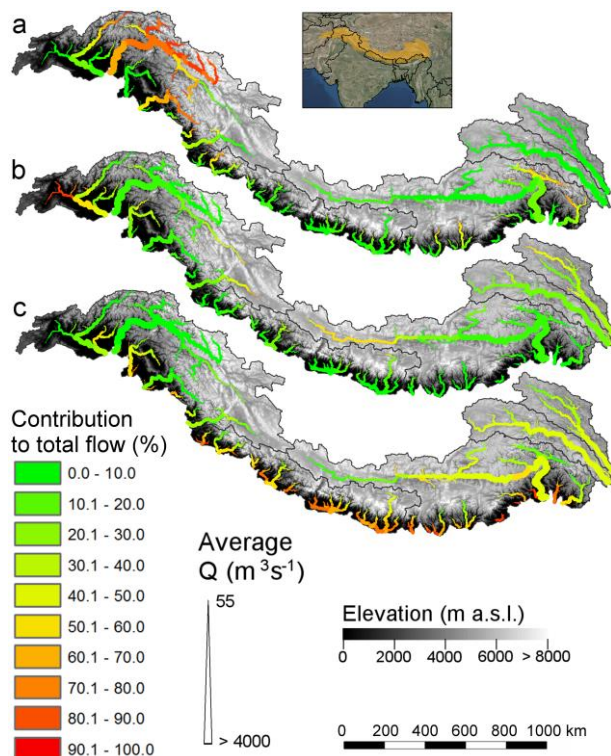 a
b
c
Contribution
to total flow (%)
0.0 - 10.0
10.1 - 20.0
20.1 - 30.0
30.1 - 40.0
40.1 - 50.0
50.1 - 60.0
60.1 - 70.0
70.1 - 80.0
80.1 - 90.0
90.1 - 100.0
Average
Q (m³s⁻¹)
55
> 4000
Elevation (m a.s.l.)
0 2000 4000 6000 > 8000
0 200 400 600 800 1000 km